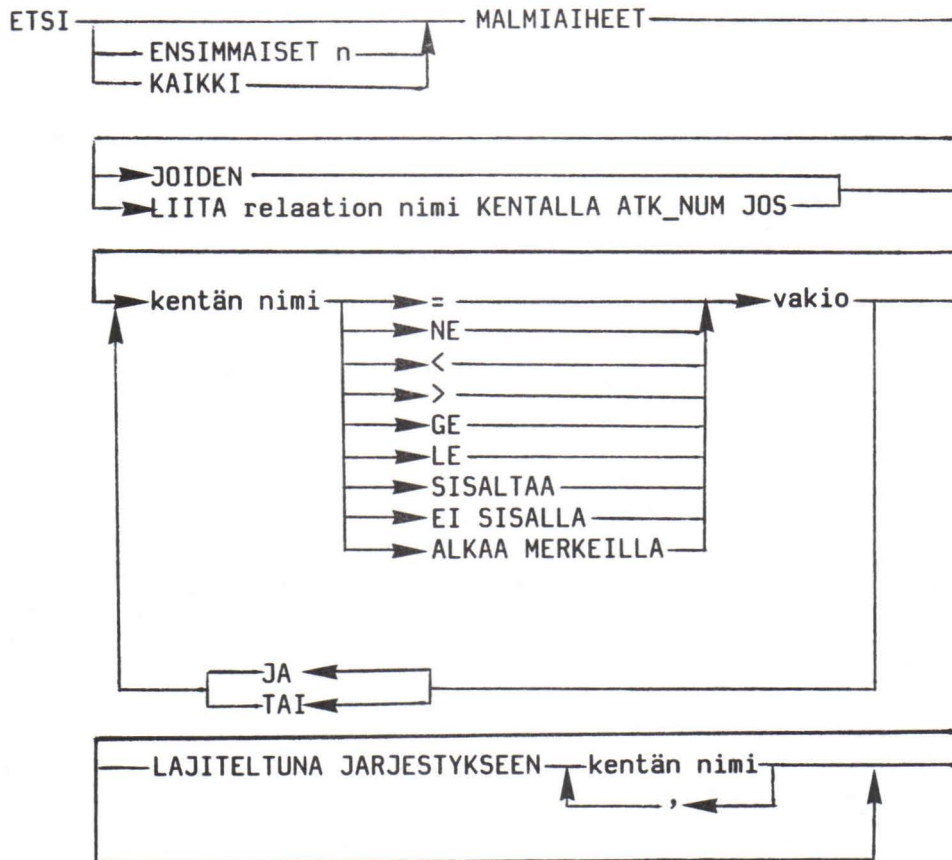 ETSI MALMIAIHEET
ENSIMMAISET n
KAIKKI
JOIDEN
LIITA relaation nimi KENTALLA ATK_NUM JOS
kentän nimi = vakio
NE
<
>
GE
LE
SISALTAA
EI SISALLA
ALKAA MERKEILLA
JA
TAI
LAJITELTUNA JARJESTYKSEEN kentän nimi
,